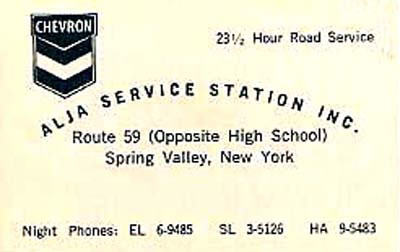 CHEVRON
23½ Hour Road Service
ALJA SERVICE STATION INC.
Route 59 (Opposite High School)
Spring Valley, New York
Night Phones: EL 6-9485 SL 3-5126 HA 9-5483